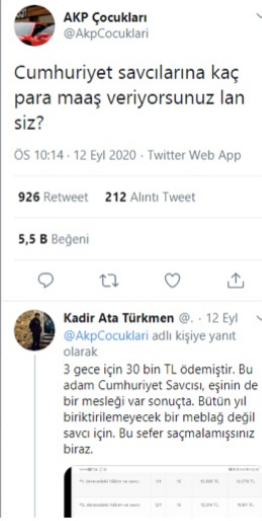 AKP Çocukları
@AkpCocuklari
Cumhuriyet savcılarına kaç
para maaş veriyorsunuz lan
siz?
ÖS 10:14 · 12 Eyl 2020 · Twitter Web App
926 Retweet 212 Alıntı Tweet
5,5 B Beğeni
Kadir Ata Türkmen @. · 12 Eyl
@AkpCocuklari adlı kişiye yanıt
olarak
3 gece için 30 bin TL ödemiştir. Bu
adam Cumhuriyet Savcısı, eşinin de
bir mesleği var sonuçta. Bütün yıl
biriktirilemeyecek bir meblağ değil
savcı için. Bu sefer saçmalamışsınız
biraz.